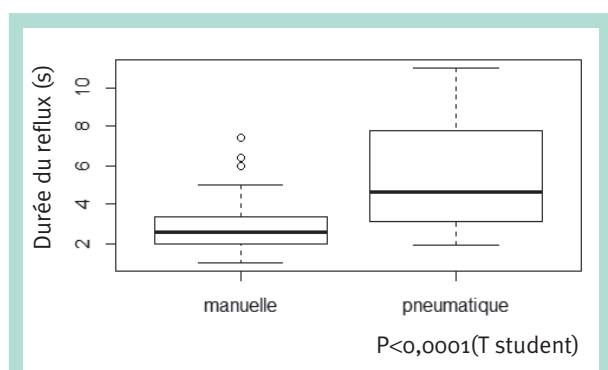 Durée du reflux (s)
10
8
6
4
2
manuelle pneumatique
P<0,0001(T student)